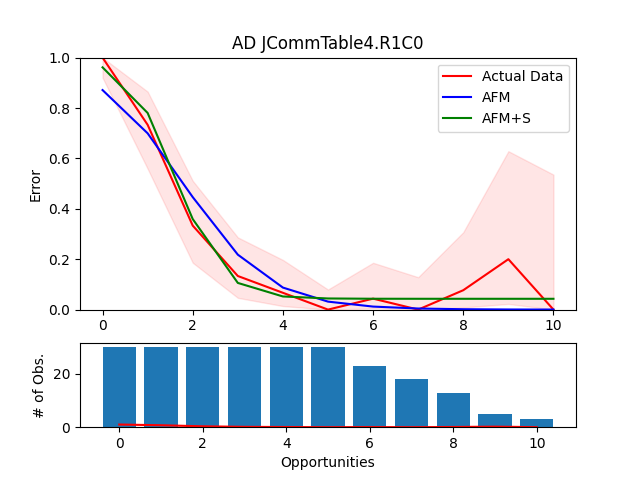 AD JCommTable4.R1C0
Actual Data
AFM
AFM+S
Error
1.0
0.8
0.6
0.4
0.2
0.0
0 2 4 6 8 10
# of Obs.
20
0
0 2 4 6 8 10
Opportunities